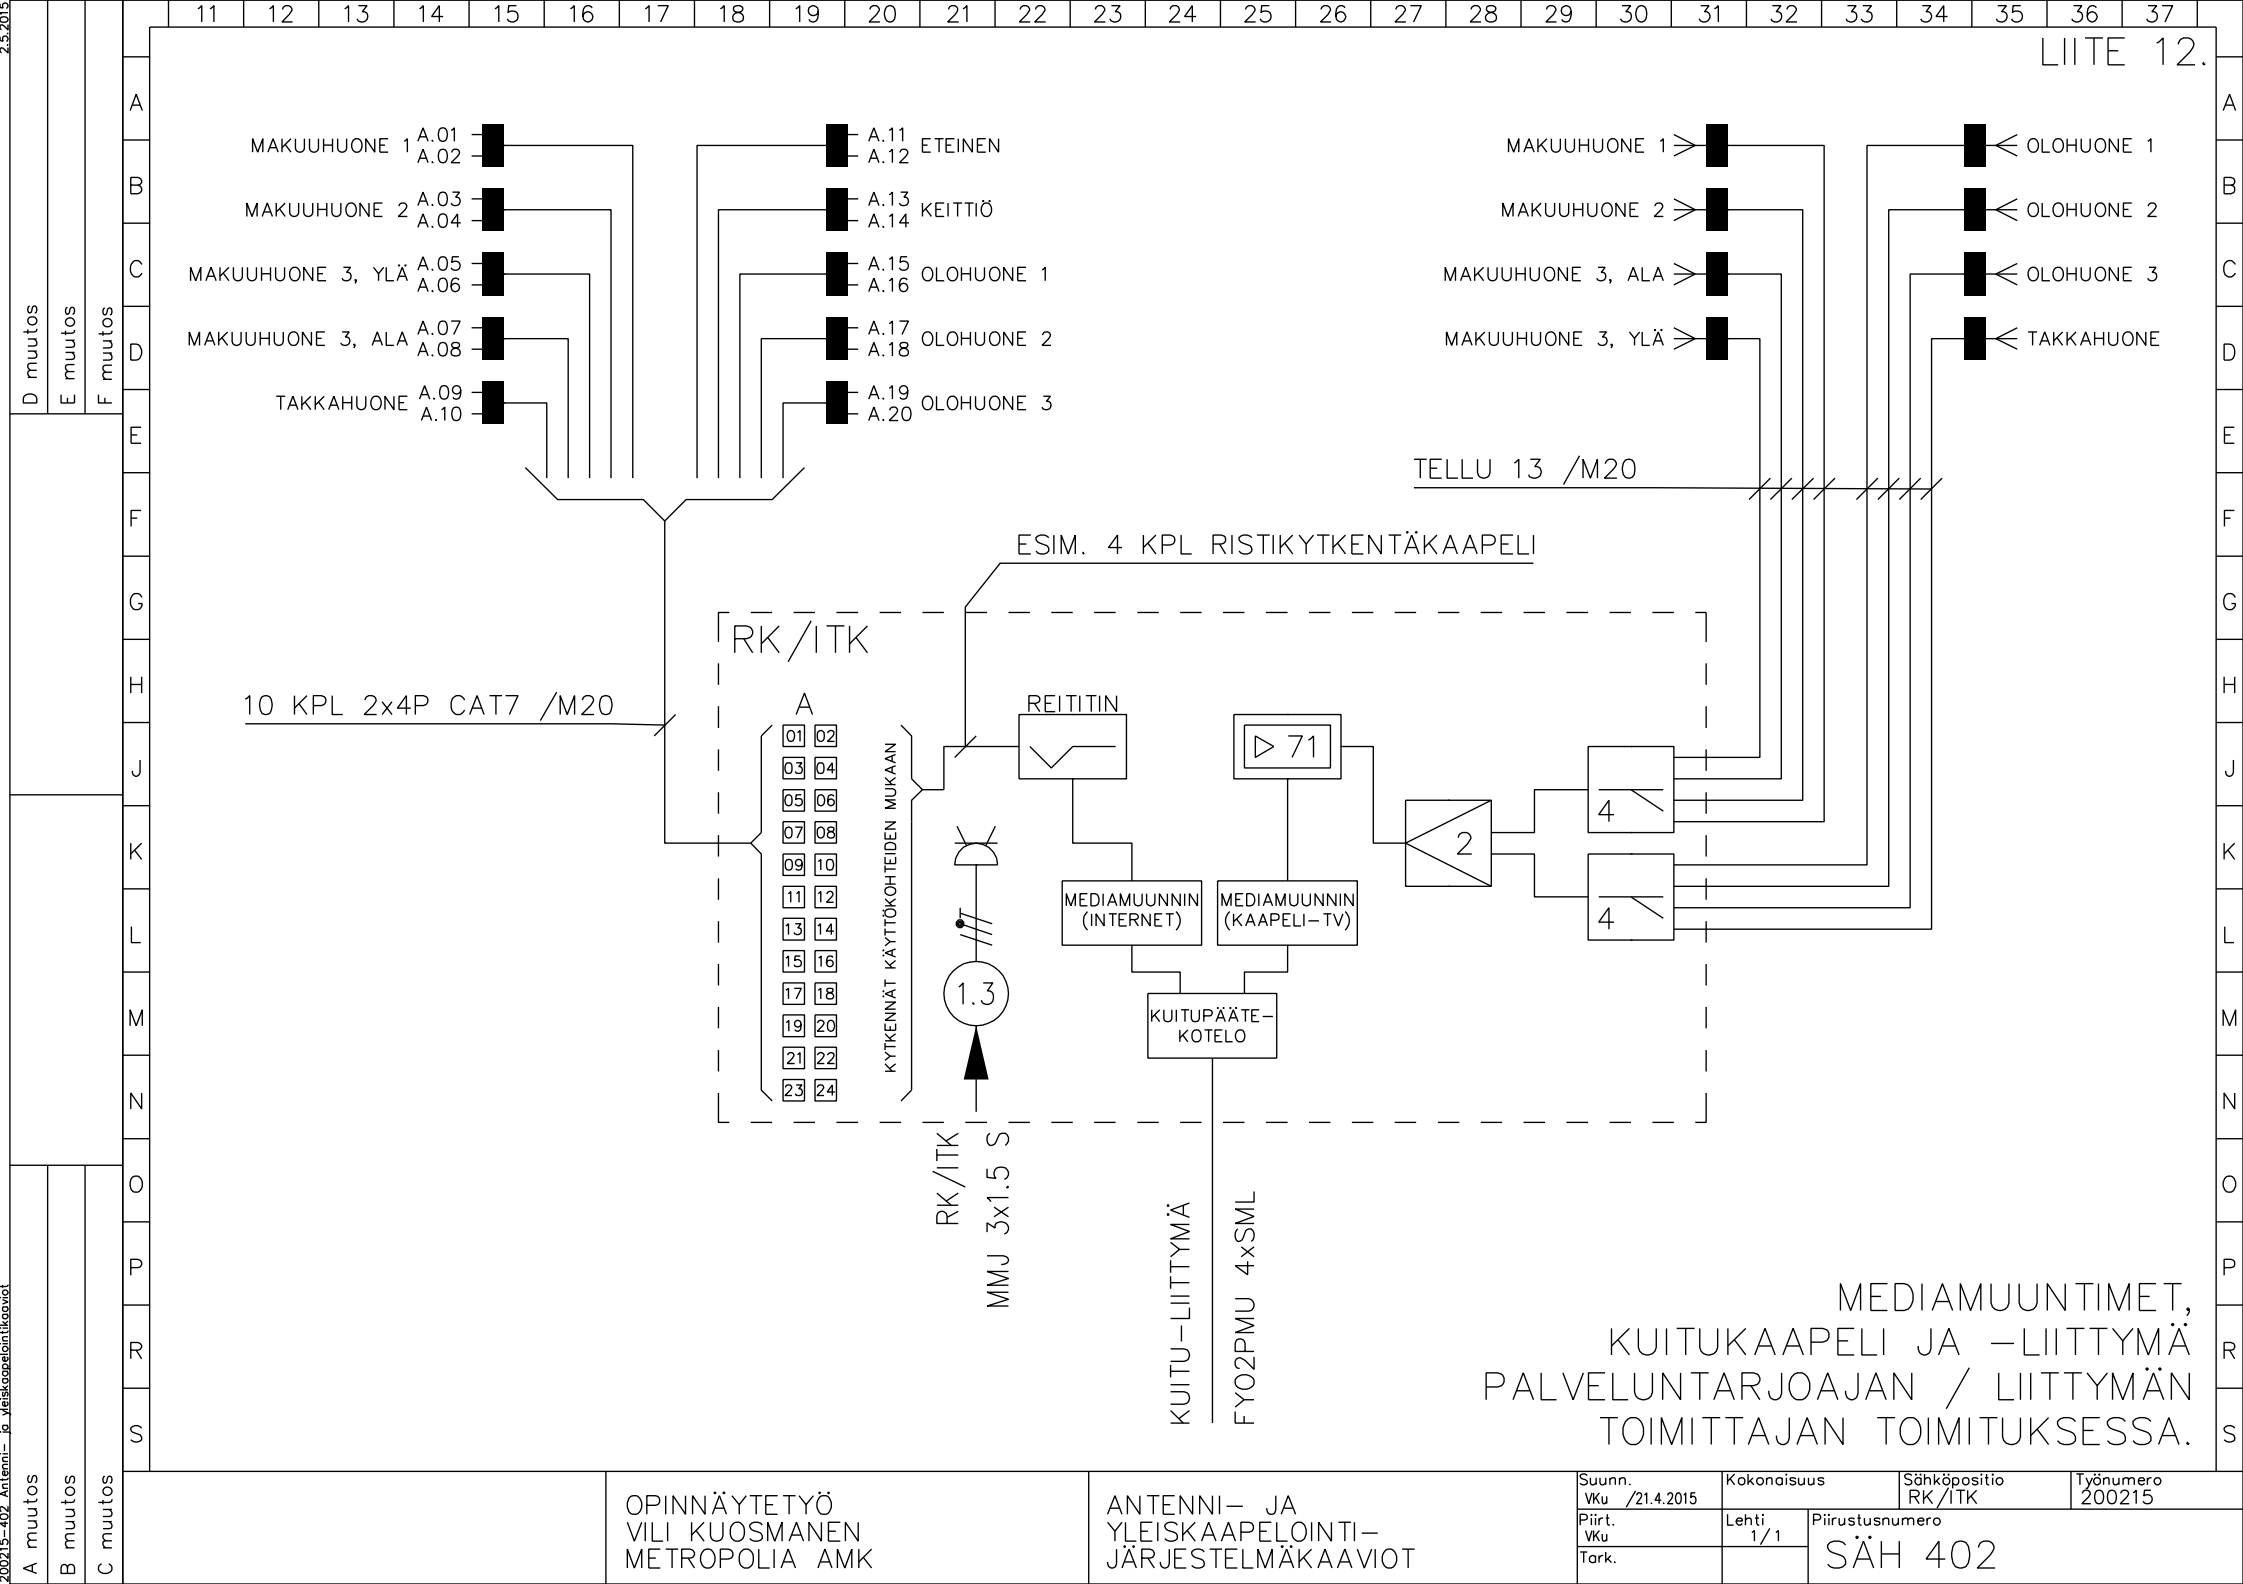 11 12 13 14 15 16 17 18 19 20 21 22 23 24 25 26 27 28 29 30 31 32 33 34 35 36 37
LIITE 12.
2.5.2015
D muutos
E muutos
F muutos
A A
B B
C C
D D
E E
F F
G G
H H
J J
K K
L L
M M
N N
O O
P P
R R
S S
MAKUUHUONE 1
A.01
A.02
MAKUUHUONE 2
A.03
A.04
MAKUUHUONE 3, YLÄ
A.05
A.06
MAKUUHUONE 3, ALA
A.07
A.08
TAKKAHUONE
A.09
A.10
A.11
A.12
ETEINEN
A.13
A.14
KEITTIÖ
A.15
A.16
OLOHUONE 1
A.17
A.18
OLOHUONE 2
A.19
A.20
OLOHUONE 3
MAKUUHUONE 1
MAKUUHUONE 2
MAKUUHUONE 3, ALA
MAKUUHUONE 3, YLÄ
OLOHUONE 1
OLOHUONE 2
OLOHUONE 3
TAKKAHUONE
TELLU 13 /M20
ESIM. 4 KPL RISTIKYTKENTÄKAAPELI
10 KPL 2x4P CAT7 /M20
RK/ITK
A
01 02
03 04
05 06
07 08
09 10
11 12
13 14
15 16
17 18
19 20
21 22
23 24
KYTKENNÄT KÄYTTÖKOHTEIDEN MUKAAN
REITITIN
71
2
4
4
MEDIAMUUNNIN
(INTERNET)
MEDIAMUUNNIN
(KAAPELI-TV)
1.3
KUITUPÄÄTE-
KOTELO
RK/ITK
MMJ 3x1.5 S
KUITU-LIITTYMÄ
FYO2PMU 4xSML
MEDIAMUUNTIMET,
KUITUKAAPELI JA -LIITTYMÄ
PALVELUNTARJOAJAN / LIITTYMÄN
TOIMITTAJAN TOIMITUKSESSA.
200215-402 Antenni- ja yleiskaapelointikaaviot
A muutos
B muutos
C muutos
OPINNÄYTETYÖ
VILI KUOSMANEN
METROPOLIA AMK
ANTENNI- JA
YLEISKAAPELOINTI-
JÄRJESTELMÄKAAVIOT
Suunn.
VKu /21.4.2015
Kokonaisuus
Sähköpositio
RK/ITK
Työnumero
200215
Piirt.
VKu
Lehti
1/1
Piirustusnumero
SÄH 402
Tark.